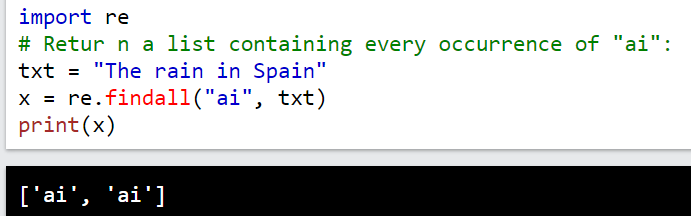 import re
# Retur n a list containing every occurrence of "ai":
txt = "The rain in Spain"
x = re.findall("ai", txt)
print(x)
['ai', 'ai']